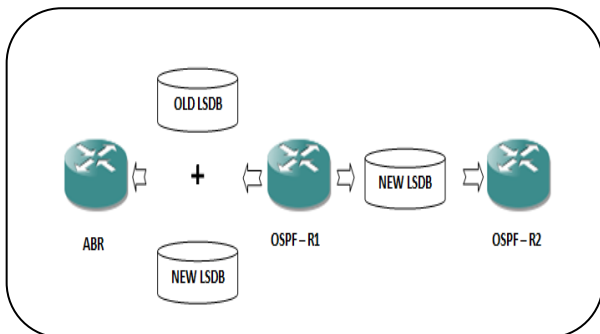 OLD LSDB
+
NEW LSDB
ABR
OSPF-R1
OSPF-R2
NEW LSDB